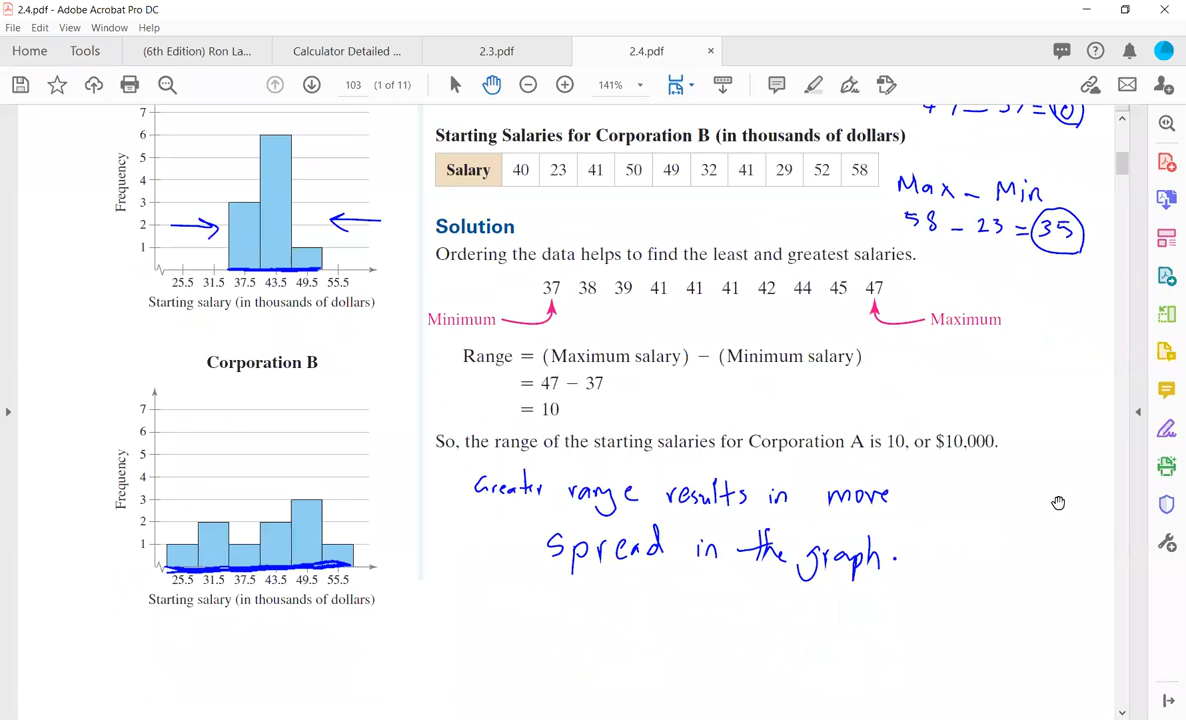 2.4.pdf - Adobe Acrobat Pro DC
File Edit View Window Help
Home Tools (6th Edition) Ron La... Calculator Detailed ... 2.3.pdf 2.4.pdf
103 (1 of 11) 141%
7
6
5
4
3
2
1
Frequency
25.5 31.5 37.5 43.5 49.5 55.5
Starting salary (in thousands of dollars)
Corporation B
7
6
5
4
3
2
1
Frequency
25.5 31.5 37.5 43.5 49.5 55.5
Starting salary (in thousands of dollars)
Starting Salaries for Corporation B (in thousands of dollars)
Salary 40 23 41 50 49 32 41 29 52 58
Max - Min
58 - 23 = 35
Solution
Ordering the data helps to find the least and greatest salaries.
37 38 39 41 41 41 42 44 45 47
Minimum Maximum
Range = (Maximum salary) − (Minimum salary)
= 47 − 37
= 10
So, the range of the starting salaries for Corporation A is 10, or $10,000.
Greater range results in more
spread in the graph.